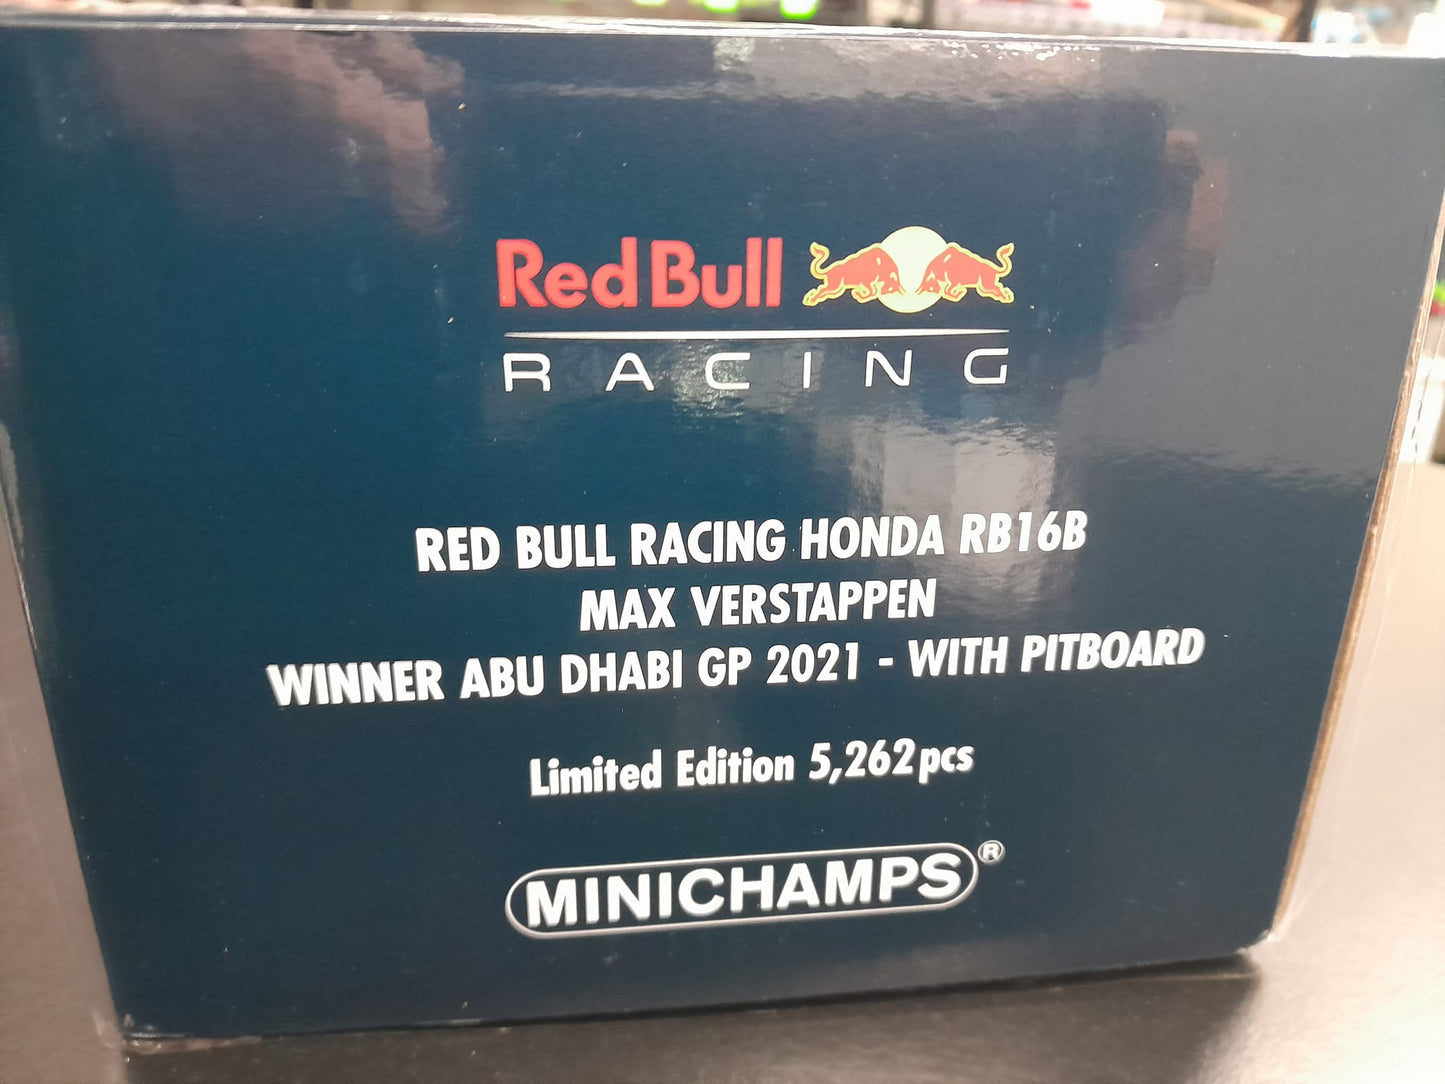 Red Bull
RACING
RED BULL RACING HONDA RB16B
MAX VERSTAPPEN
WINNER ABU DHABI GP 2021 - WITH PITBOARD
Limited Edition 5,262pcs
MINICHAMPS®